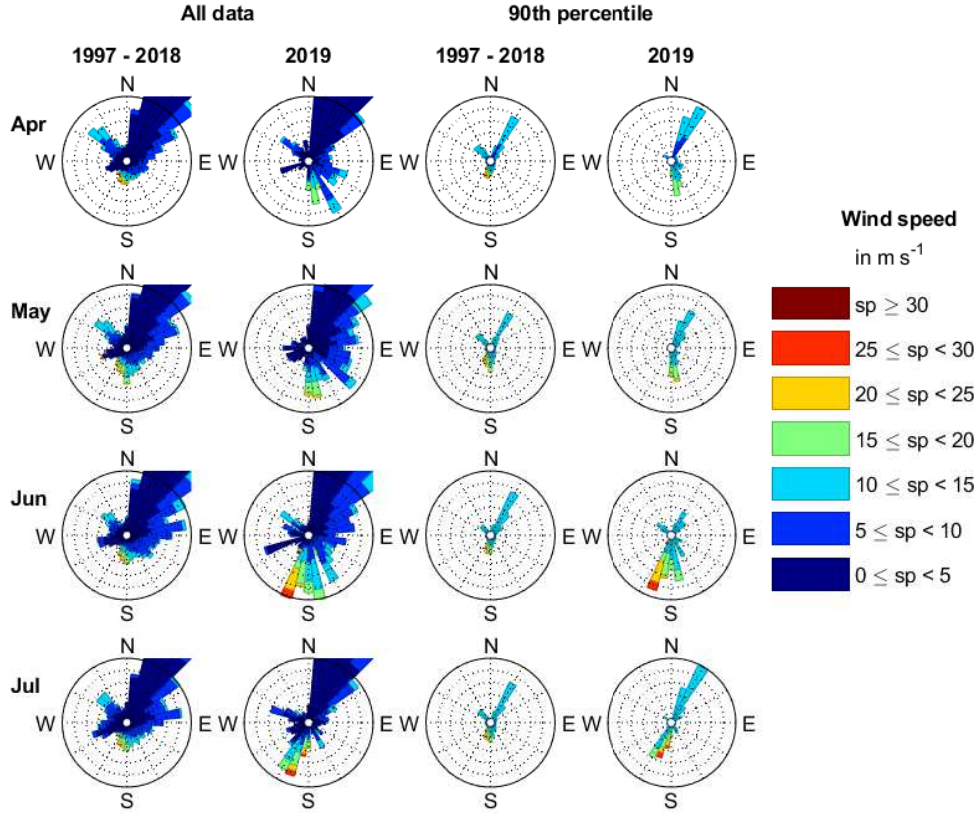 All data 90th percentile
1997 - 2018 2019 1997 - 2018 2019
N N N N
Apr
W E W E W E W E
S S S S
N N N N
May
W E W E W E W E
S S S S
N N N N
Jun
W E W E W E W E
S S S S
N N N N
Jul
W E W E W E W E
S S S S
Wind speed
in m s⁻¹
sp ≥ 30
25 ≤ sp < 30
20 ≤ sp < 25
15 ≤ sp < 20
10 ≤ sp < 15
5 ≤ sp < 10
0 ≤ sp < 5